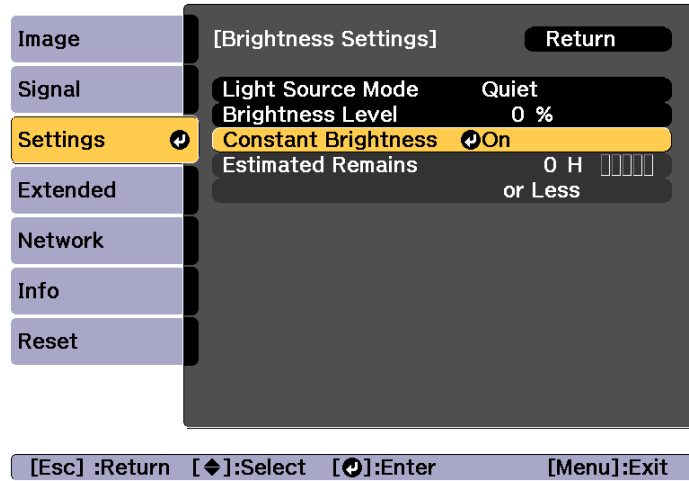 Image
Signal
Settings
Extended
Network
Info
Reset
[Brightness Settings] Return
Light Source Mode Quiet
Brightness Level 0 %
Constant Brightness On
Estimated Remains 0 H
or Less
[Esc] :Return [ ]:Select [ ]:Enter [Menu]:Exit